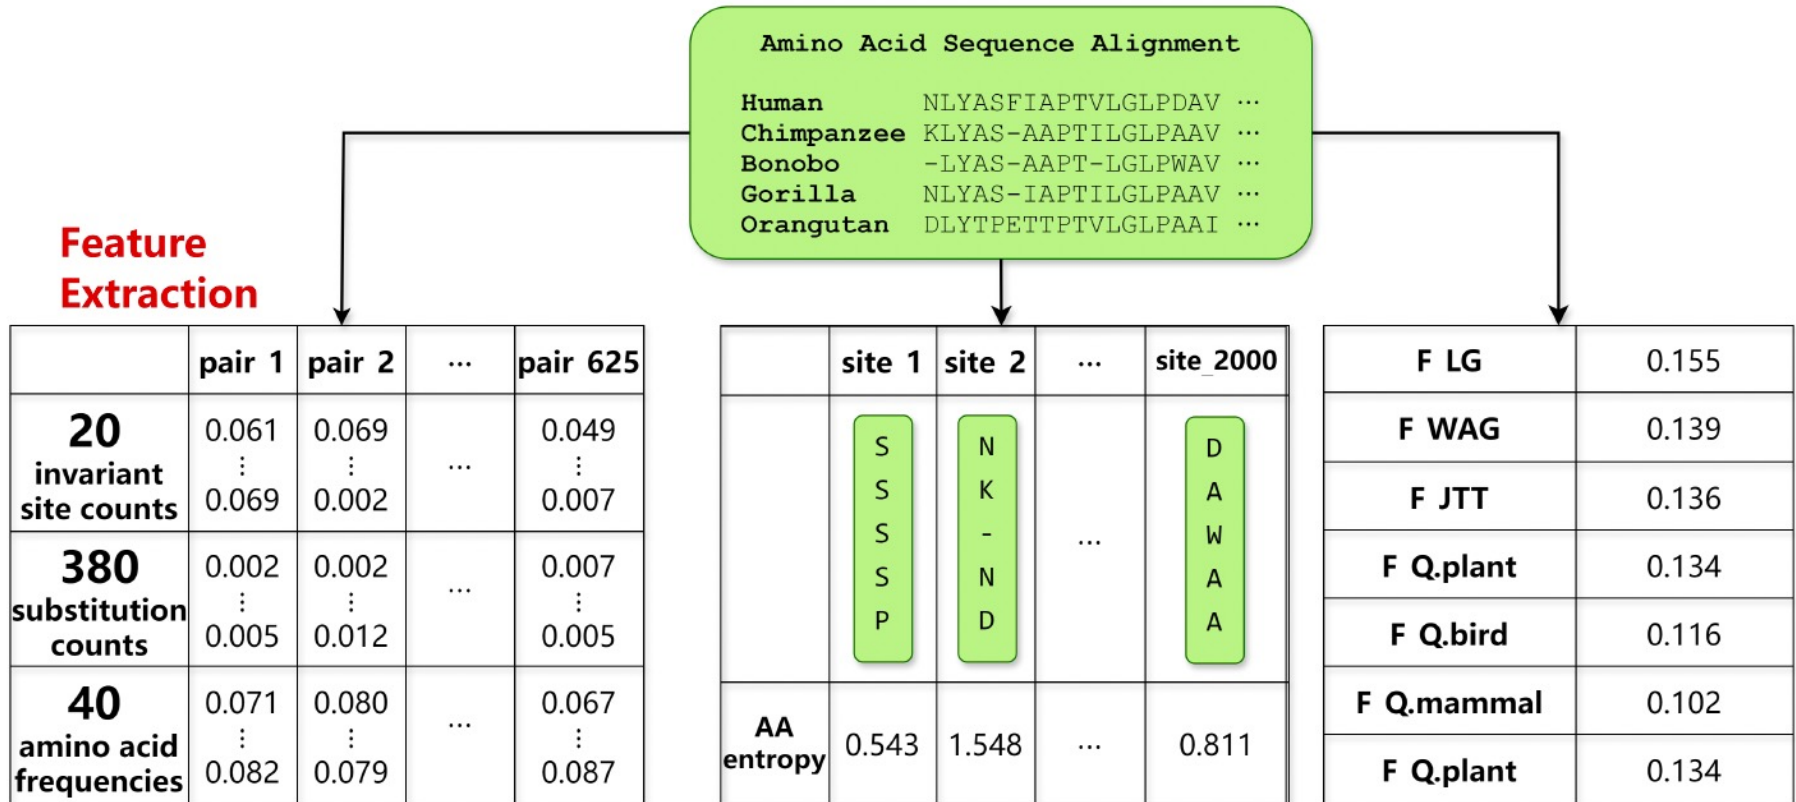 Amino Acid Sequence Alignment
Human NLYASFIAPTVLGLPDAV ...
Chimpanzee KLYAS-AAPTILGLPAAV ...
Bonobo -LYAS-AAPT-LGLPWAV ...
Gorilla NLYAS-IAPTILGLPAAV ...
Orangutan DLYTPETTPTVLGLPAAI ...
Feature
Extraction
pair 1 pair 2 ... pair 625
20 0.061 0.069 0.049
invariant ⋮ ⋮ ... ⋮
site counts 0.069 0.002 0.007
380 0.002 0.002 0.007
substitution ⋮ ⋮ ... ⋮
counts 0.005 0.012 0.005
40 0.071 0.080 0.067
amino acid ⋮ ⋮ ... ⋮
frequencies 0.082 0.079 0.087
site 1 site 2 ... site_2000
S N D
S K A
S - ... W
S N A
P D A
AA
entropy 0.543 1.548 ... 0.811
F LG 0.155
F WAG 0.139
F JTT 0.136
F Q.plant 0.134
F Q.bird 0.116
F Q.mammal 0.102
F Q.plant 0.134